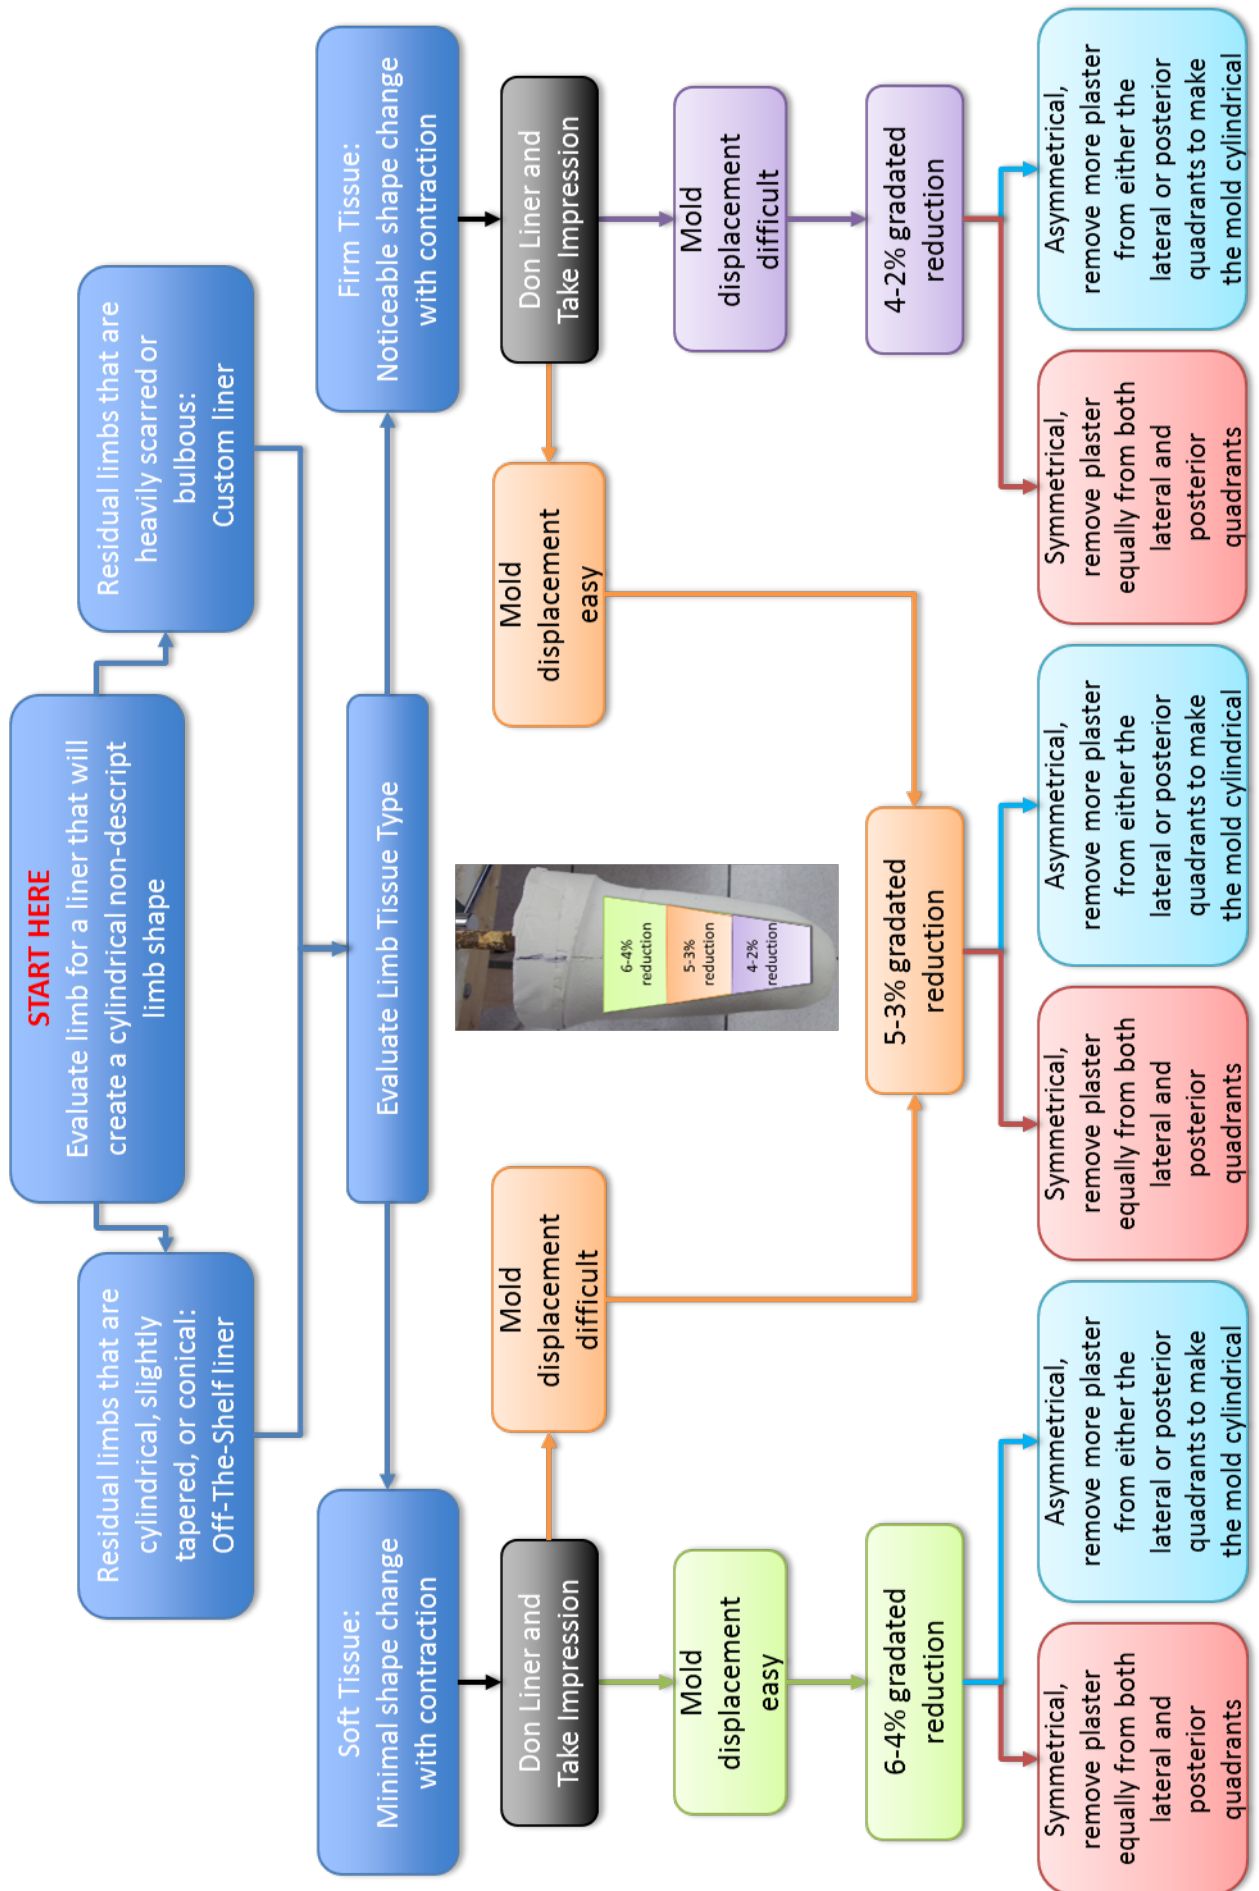 START HERE
Evaluate limb for a liner that will
create a cylindrical non-descript
limb shape
Residual limbs that are
cylindrical, slightly
tapered, or conical:
Off-The-Shelf liner
Residual limbs that are
heavily scarred or
bulbous:
Custom liner
Evaluate Limb Tissue Type
Soft Tissue:
Minimal shape change
with contraction
Firm Tissue:
Noticeable shape change
with contraction
Don Liner and
Take Impression
Mold
displacement
difficult
Mold
displacement
easy
Don Liner and
Take Impression
Mold
displacement
easy
6-4%
reduction
5-3%
reduction
4-2%
reduction
Mold
displacement
difficult
6-4% gradated
reduction
5-3% gradated
reduction
4-2% gradated
reduction
Symmetrical,
remove plaster
equally from both
lateral and
posterior
quadrants
Asymmetrical,
remove more plaster
from either the
lateral or posterior
quadrants to make
the mold cylindrical
Symmetrical,
remove plaster
equally from both
lateral and
posterior
quadrants
Asymmetrical,
remove more plaster
from either the
lateral or posterior
quadrants to make
the mold cylindrical
Symmetrical,
remove plaster
equally from both
lateral and
posterior
quadrants
Asymmetrical,
remove more plaster
from either the
lateral or posterior
quadrants to make
the mold cylindrical